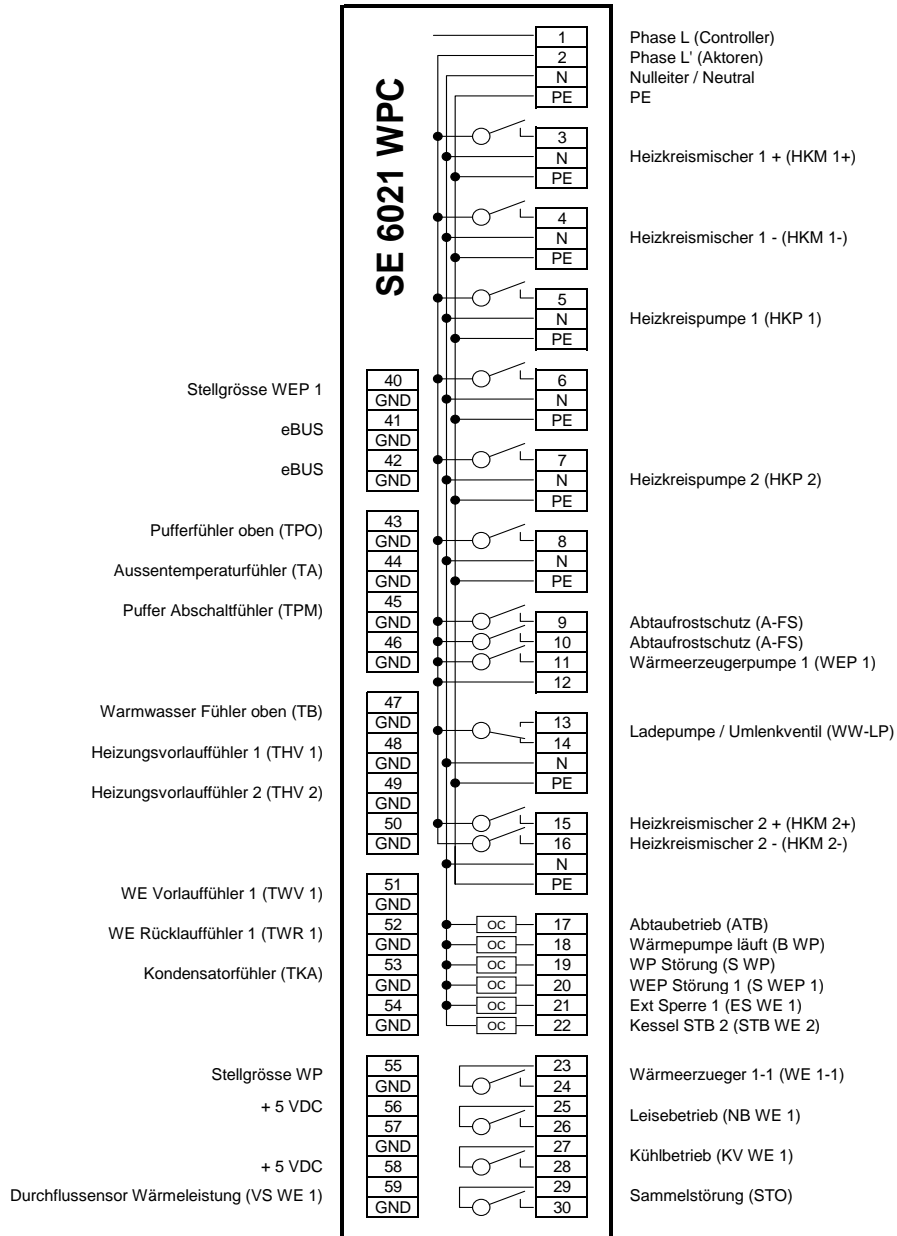 SE 6021 WPC
1 Phase L (Controller)
2 Phase L' (Aktoren)
N Nulleiter / Neutral
PE PE
3
N Heizkreismischer 1 + (HKM 1+)
PE
4
N Heizkreismischer 1 - (HKM 1-)
PE
5
N Heizkreispumpe 1 (HKP 1)
PE
6
N
PE
7
N Heizkreispumpe 2 (HKP 2)
PE
8
N
PE
9 Abtaufrostschutz (A-FS)
10 Abtaufrostschutz (A-FS)
11 Wärmeerzeugerpumpe 1 (WEP 1)
12
13
Ladepumpe / Umlenkventil (WW-LP)
14
N
PE
15 Heizkreismischer 2 + (HKM 2+)
16 Heizkreismischer 2 - (HKM 2-)
N
PE
OC 17 Abtaubetrieb (ATB)
OC 18 Wärmepumpe läuft (B WP)
OC 19 WP Störung (S WP)
OC 20 WEP Störung 1 (S WEP 1)
OC 21 Ext Sperre 1 (ES WE 1)
OC 22 Kessel STB 2 (STB WE 2)
23
Wärmeerzueger 1-1 (WE 1-1)
24
25
Leisebetrieb (NB WE 1)
26
27
Kühlbetrieb (KV WE 1)
28
29
Sammelstörung (STO)
30
40
Stellgrösse WEP 1
GND
41
eBUS
GND
42
eBUS
GND
43
Pufferfühler oben (TPO)
GND
44
Aussentemperaturfühler (TA)
GND
45
Puffer Abschaltfühler (TPM)
GND
46
GND
47
Warmwasser Fühler oben (TB)
GND
48
Heizungsvorlauffühler 1 (THV 1)
GND
49
Heizungsvorlauffühler 2 (THV 2)
GND
50
GND
51
WE Vorlauffühler 1 (TWV 1)
GND
52
WE Rücklauffühler 1 (TWR 1)
GND
53
Kondensatorfühler (TKA)
GND
54
GND
55
Stellgrösse WP
GND
+ 5 VDC 56
57
GND
+ 5 VDC 58
Durchflussensor Wärmeleistung (VS WE 1) 59
GND